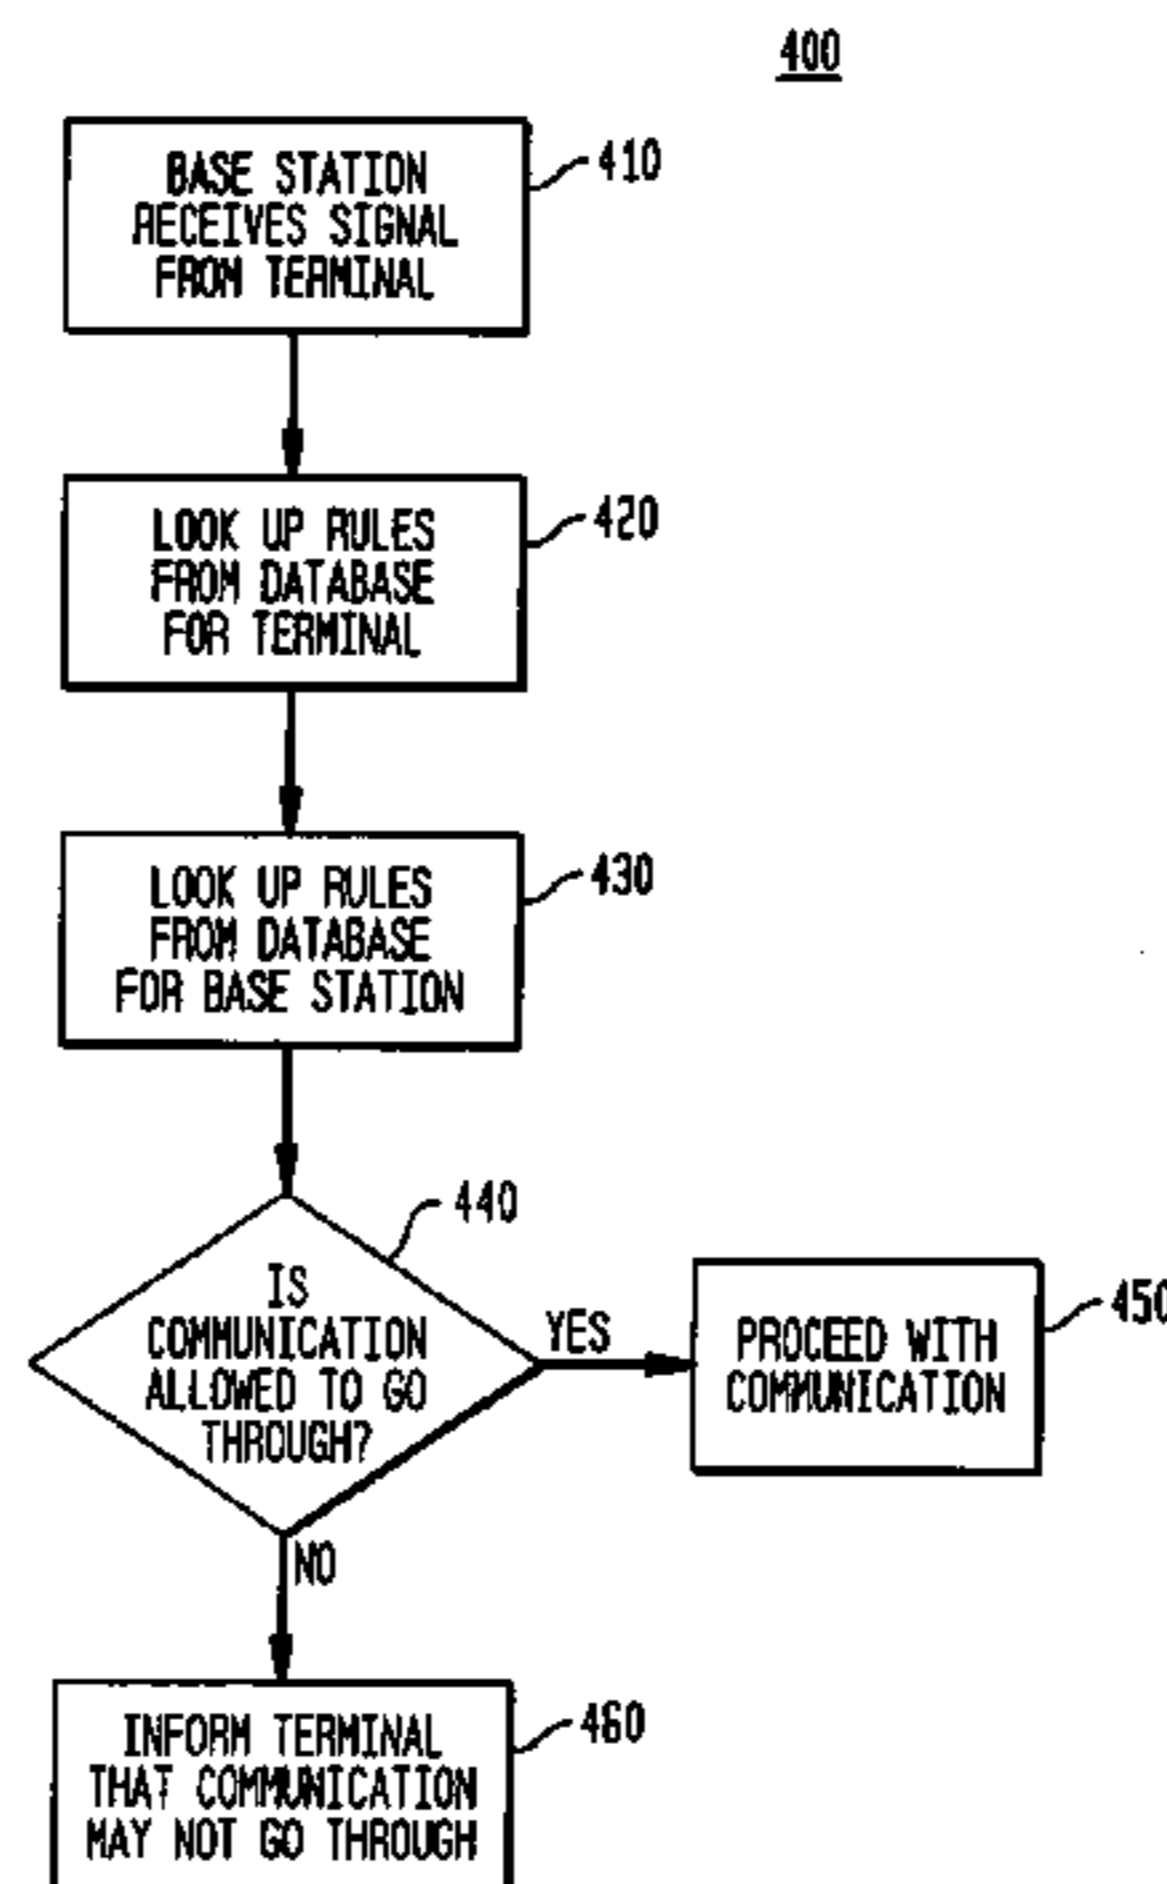 400
BASE STATION
RECEIVES SIGNAL
FROM TERMINAL
410
LOOK UP RULES
FROM DATABASE
FOR TERMINAL
420
LOOK UP RULES
FROM DATABASE
FOR BASE STATION
430
IS
COMMUNICATION
ALLOWED TO GO
THROUGH?
440
YES
PROCEED WITH
COMMUNICATION
450
NO
INFORM TERMINAL
THAT COMMUNICATION
MAY NOT GO THROUGH
460